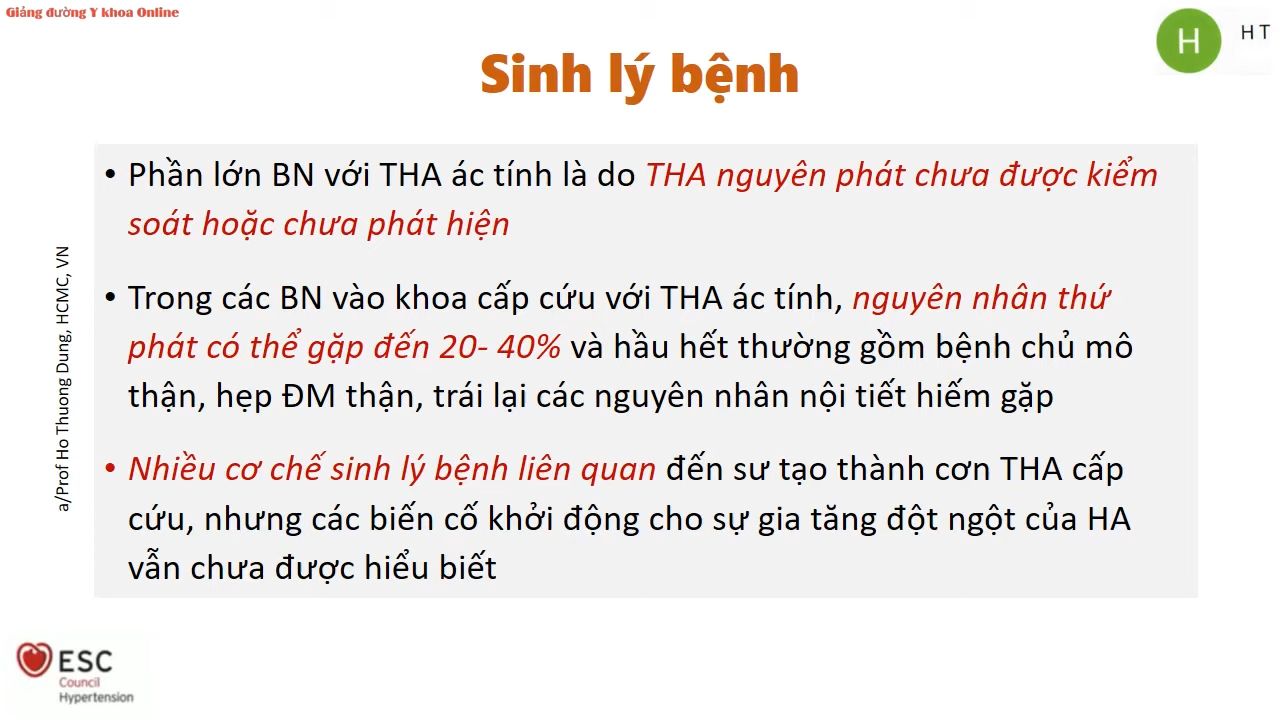 Giảng đường Y khoa Online
H
H T
Sinh lý bệnh
• Phần lớn BN với THA ác tính là do THA nguyên phát chưa được kiểm
soát hoặc chưa phát hiện
• Trong các BN vào khoa cấp cứu với THA ác tính, nguyên nhân thứ
phát có thể gặp đến 20- 40% và hầu hết thường gồm bệnh chủ mô
thận, hẹp ĐM thận, trái lại các nguyên nhân nội tiết hiếm gặp
• Nhiều cơ chế sinh lý bệnh liên quan đến sư tạo thành cơn THA cấp
cứu, nhưng các biến cố khởi động cho sự gia tăng đột ngột của HA
vẫn chưa được hiểu biết
a/Prof Ho Thuong Dung, HCMC, VN
ESC
Council
Hypertension